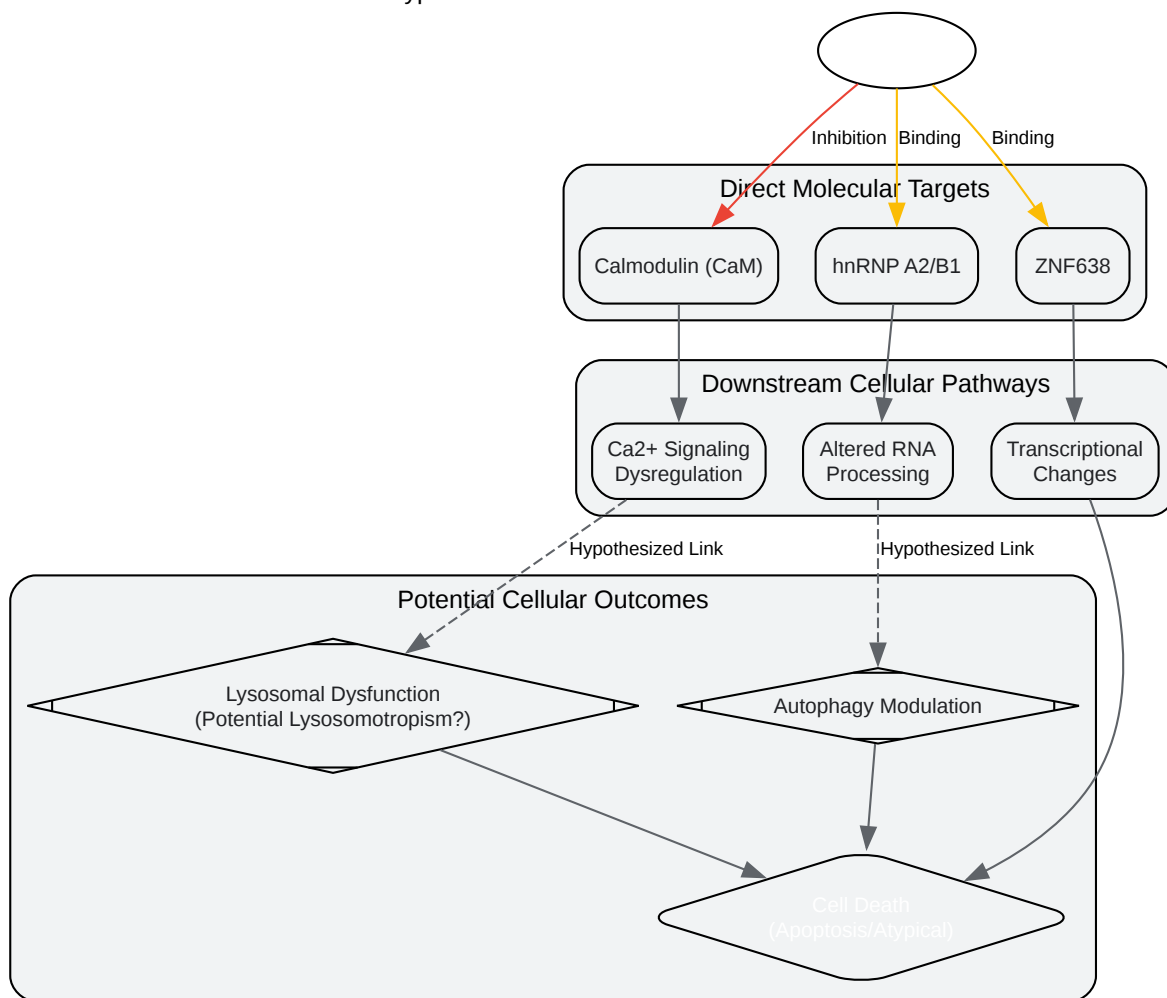 Inhibition
Binding
Binding
Direct Molecular Targets
Calmodulin (CaM)
hnRNP A2/B1
ZNF638
Downstream Cellular Pathways
Ca2+ Signaling
Dysregulation
Altered RNA
Processing
Transcriptional
Changes
Hypothesized Link
Hypothesized Link
Potential Cellular Outcomes
Lysosomal Dysfunction
(Potential Lysosomotropism?)
Autophagy Modulation
Cell Death
(Apoptosis/Atypical)